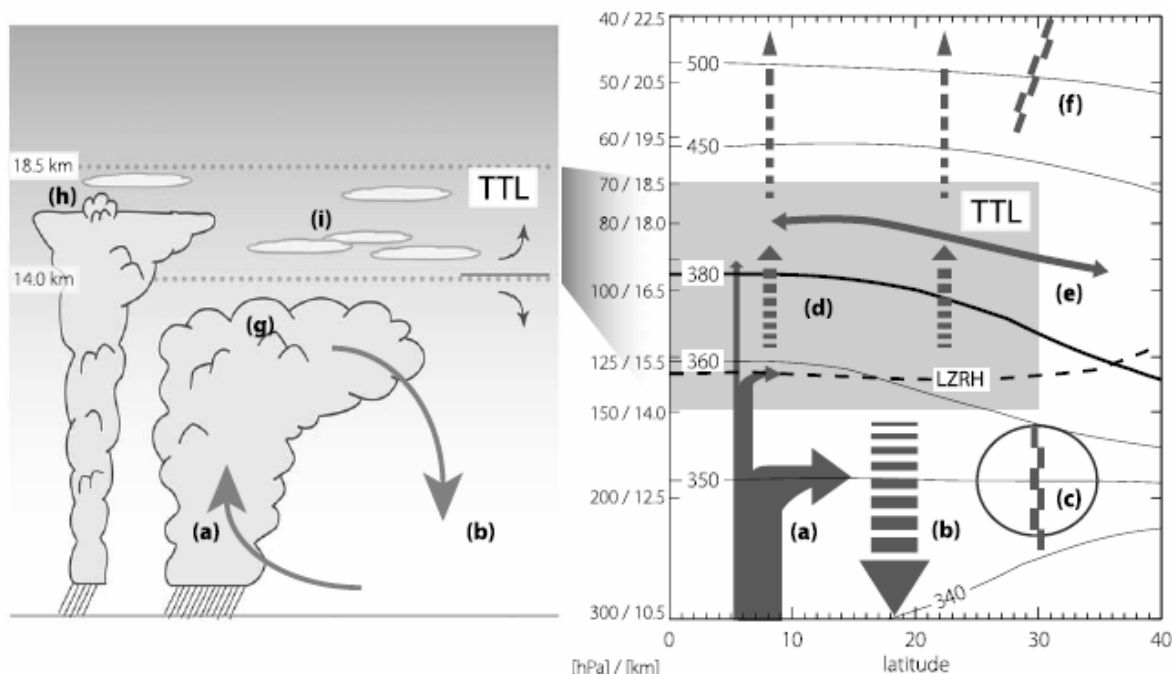 18.5 km
(h)
TTL
(i)
14.0 km
(g)
(a)
(b)
40 / 22.5
50 / 20.5
60 / 19.5
70 / 18.5
80 / 18.0
100 / 16.5
125 / 15.5
150 / 14.0
200 / 12.5
300 / 10.5
[hPa] / [km]
500
450
380
360
350
340
(f)
TTL
(e)
(d)
LZRH
(c)
(a)
(b)
0 10 20 30 40
latitude